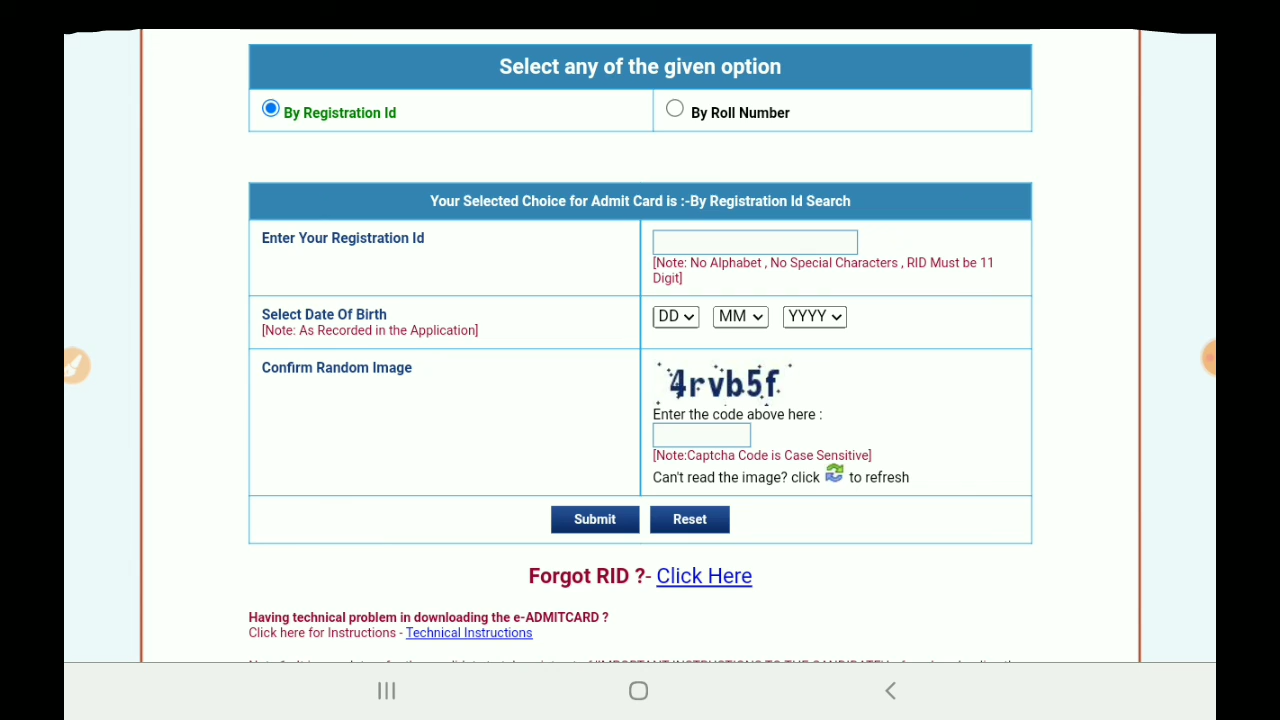 Select any of the given option
By Registration Id
By Roll Number
Your Selected Choice for Admit Card is :-By Registration Id Search
Enter Your Registration Id
[Note: No Alphabet , No Special Characters , RID Must be 11
Digit]
Select Date Of Birth
[Note: As Recorded in the Application]
DD MM YYYY
Confirm Random Image
4rvb5f
Enter the code above here :
[Note:Captcha Code is Case Sensitive]
Can't read the image? click to refresh
Submit Reset
Forgot RID ?- Click Here
Having technical problem in downloading the e-ADMITCARD ?
Click here for Instructions - Technical Instructions